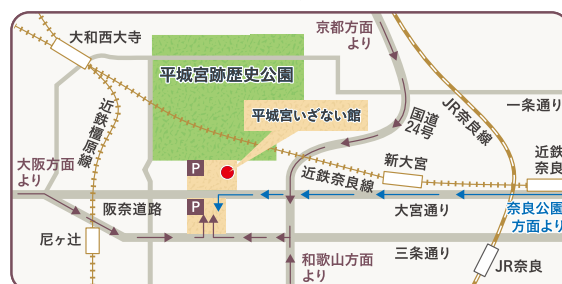 京都方面
より
大和西大寺
平城宮跡歴史公園
一条通り
平城宮いざない館
国道
24号
JR奈良線
近鉄橿原線
大阪方面
より
P
新大宮
近鉄
奈良
近鉄奈良線
P
阪奈道路
大宮通り
奈良公園
方面より
尼ヶ辻
三条通り
和歌山方面
より
JR奈良